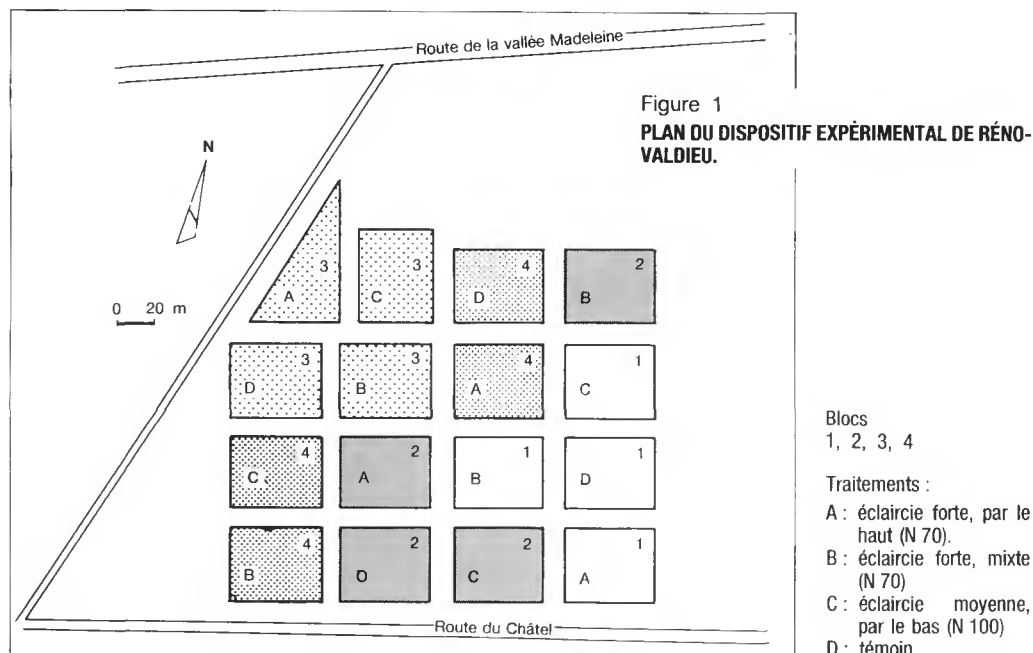 Route de la vallée Madeleine
Figure 1
PLAN DU DISPOSITIF EXPÉRIMENTAL DE RÉNO-
VALDIEU.
N
0 20 m
3
A
3
C
4
D
2
B
3
D
3
B
4
A
1
C
4
C
2
A
1
B
1
D
4
B
2
D
2
C
1
A
Route du Châtel
Blocs
1, 2, 3, 4
Traitements :
A : éclaircie forte, par le
haut (N 70).
B : éclaircie forte, mixte
(N 70)
C : éclaircie moyenne,
par le bas (N 100)
D : témoin